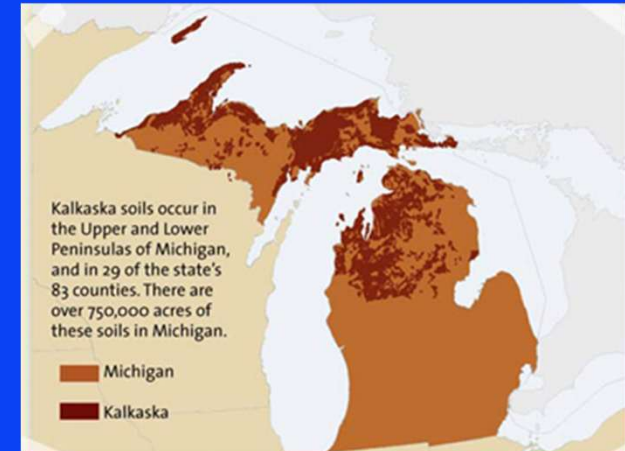 Kalkaska soils occur in
the Upper and Lower
Peninsulas of Michigan,
and in 29 of the state's
83 counties. There are
over 750,000 acres of
these soils in Michigan.
Michigan
Kalkaska